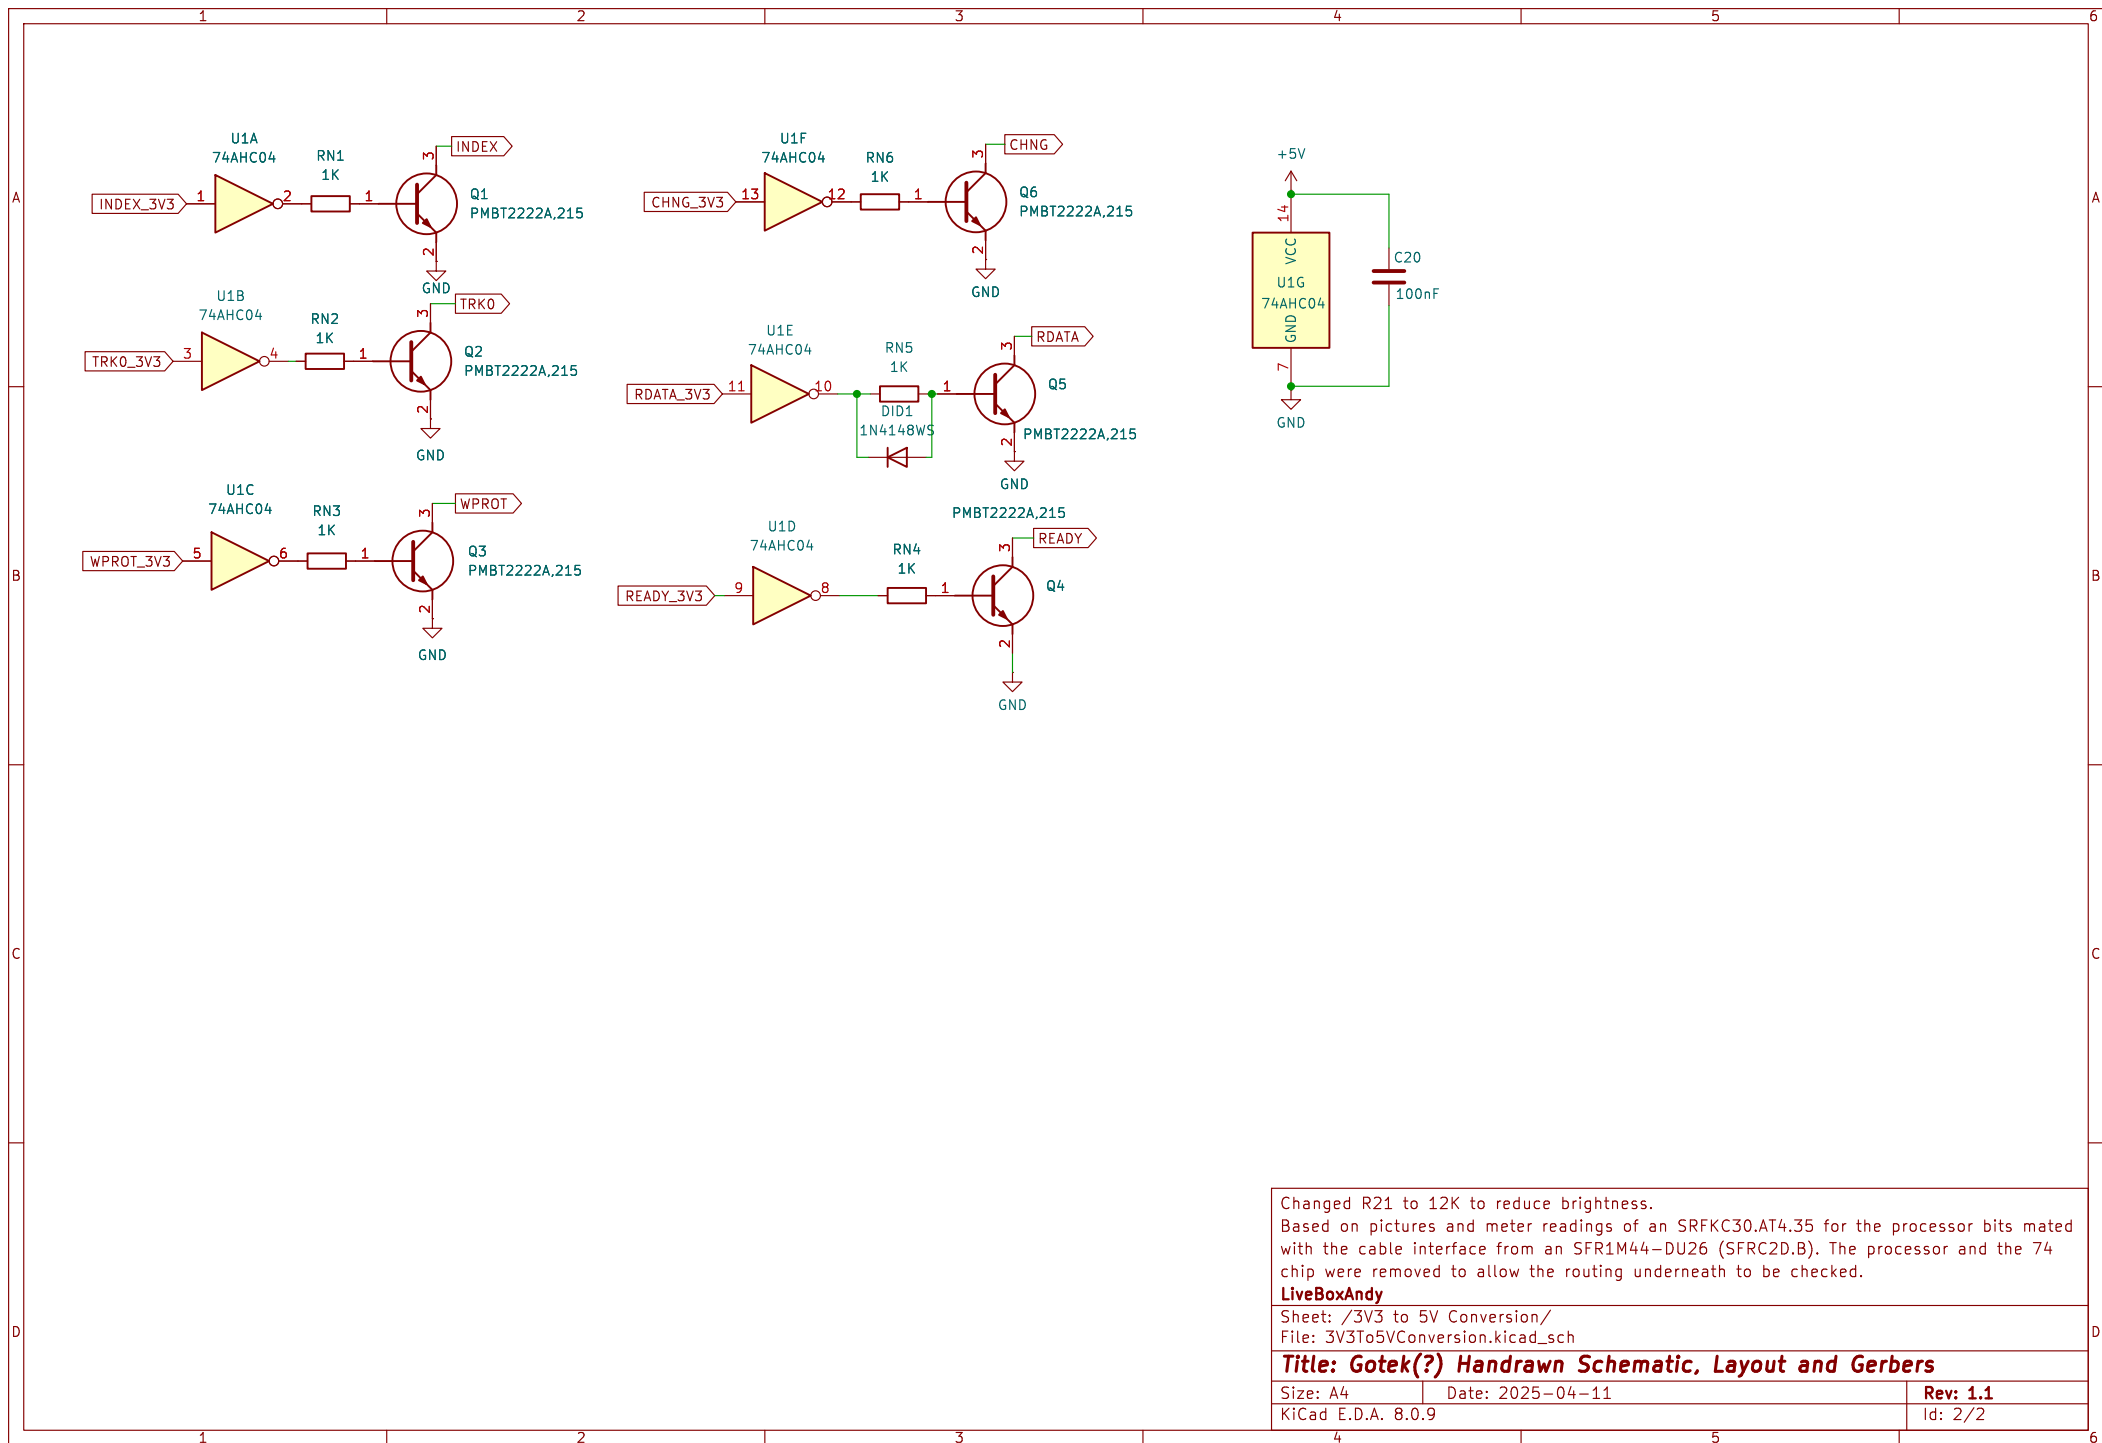 1 2 3 4 5 6
A
B
C
D
U1A
74AHC04
RN1
1K
INDEX_3V3
1
2
1
3
2
INDEX
Q1
PMBT2222A,215
GND
U1B
74AHC04
RN2
1K
TRK0_3V3
3
4
1
3
2
TRK0
Q2
PMBT2222A,215
GND
U1C
74AHC04
RN3
1K
WPROT_3V3
5
6
1
3
2
WPROT
Q3
PMBT2222A,215
GND
U1F
74AHC04
RN6
1K
CHNG_3V3
13
12
1
3
2
CHNG
Q6
PMBT2222A,215
GND
U1E
74AHC04
RN5
1K
RDATA_3V3
11
10
DID1
1N4148WS
1
3
2
RDATA
Q5
PMBT2222A,215
GND
PMBT2222A,215
U1D
74AHC04
RN4
1K
READY_3V3
9
8
1
3
2
READY
Q4
GND
+5V
14
VCC
U1G
74AHC04
GND
7
C20
100nF
GND
A
B
C
D
Changed R21 to 12K to reduce brightness.
Based on pictures and meter readings of an SRFKC30.AT4.35 for the processor bits mated
with the cable interface from an SFR1M44-DU26 (SFRC2D.B). The processor and the 74
chip were removed to allow the routing underneath to be checked.
LiveBoxAndy
Sheet: /3V3 to 5V Conversion/
File: 3V3To5VConversion.kicad_sch
Title: Gotek(?) Handrawn Schematic, Layout and Gerbers
Size: A4 Date: 2025-04-11 Rev: 1.1
KiCad E.D.A. 8.0.9 Id: 2/2
1 2 3 4 5 6